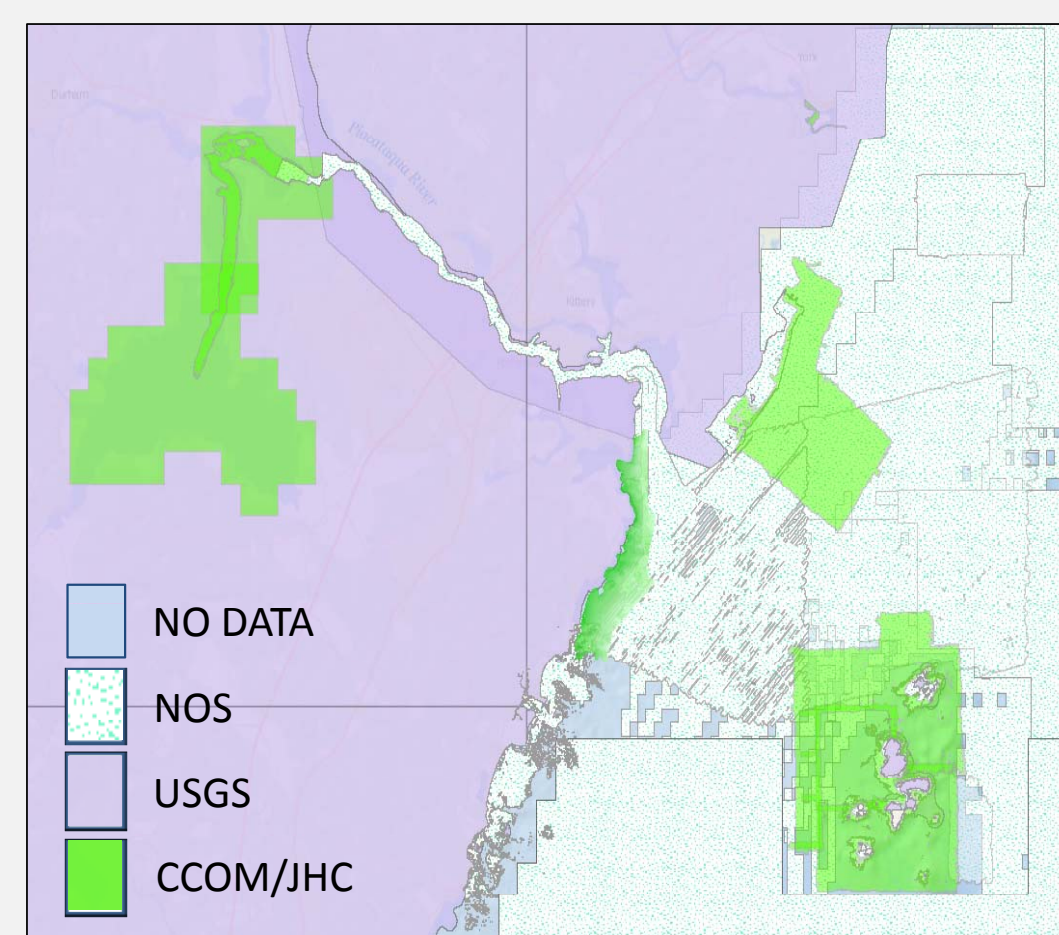 Durham
York
Piscataqua River
Kittery
NO DATA
NOS
USGS
CCOM/JHC